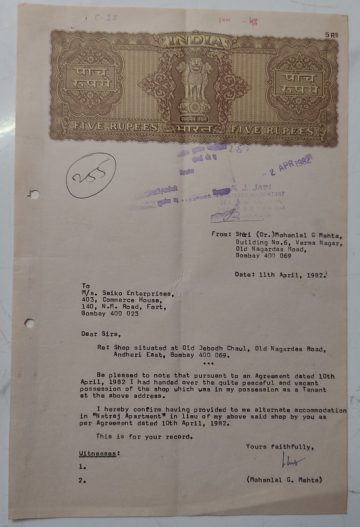 SR8
INDIA
पाँच रूपये
पाँच रूपये
FIVE RUPEES
भारत
FIVE RUPEES
255
2 APR 1982
From: Shri (Dr.) Mohanlal G Mehta,
Building No.6, Verma Nagar,
Old Nagardas Road,
Bombay 400 069
Date: 11th April, 1982.
To
M/s. Seiko Enterprises,
403, Commerce House,
140, N.M. Road, Fort,
Bombay 400 023
Dear Sirs,
Re: Shop situated at Old Jebodh Chaul, Old Nagardas Road,
Andheri East, Bombay 400 069.
...
Be pleased to note that pursuant to an Agreement dated 10th
April, 1982 I had handed over the quite peaceful and vacant
possession of the shop which was in my possession as a Tenant
at the above address.
I hereby confirm having provided to me alternate accommodation
in "Natraj Apartment" in lieu of my above said shop by you as
per Agreement dated 10th April, 1982.
This is for your record.
Yours faithfully,
Witnesses:
1.
2.
(Mohanlal G. Mehta)